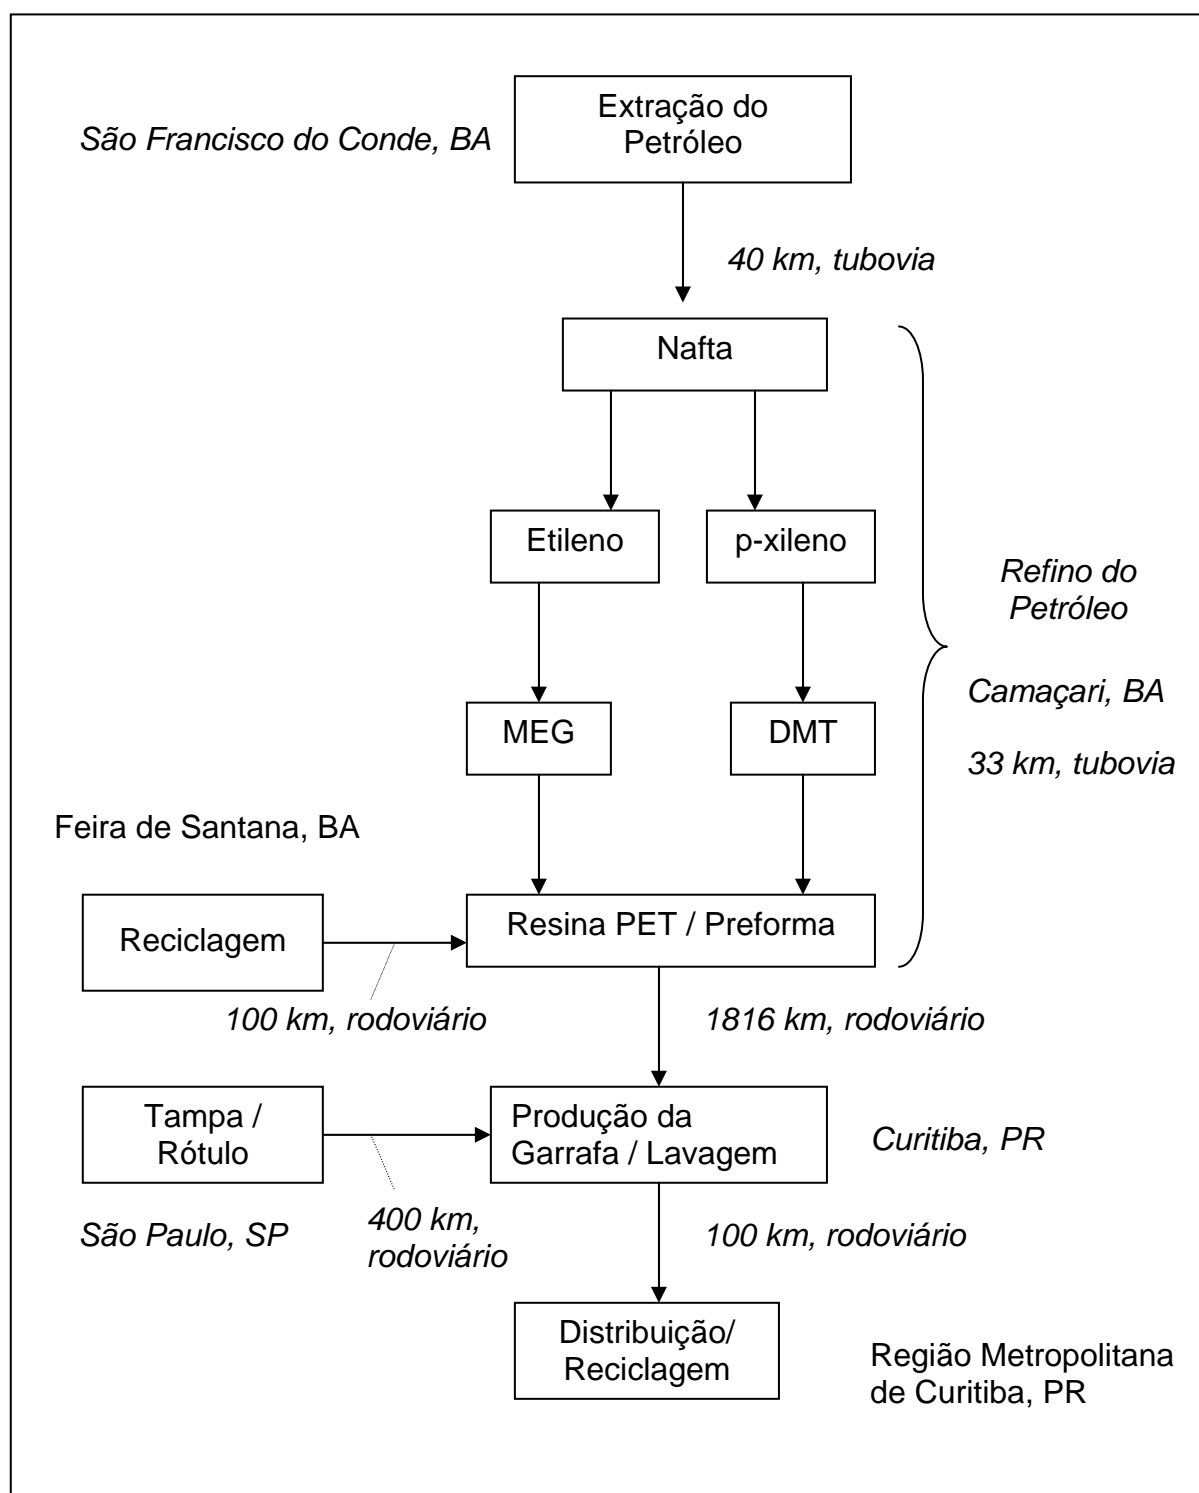 Extração do
Petróleo
São Francisco do Conde, BA
40 km, tubovia
Nafta
Etileno
p-xileno
Refino do
Petróleo
Camaçari, BA
33 km, tubovia
MEG
DMT
Feira de Santana, BA
Reciclagem
Resina PET / Preforma
100 km, rodoviário
1816 km, rodoviário
Tampa /
Rótulo
Produção da
Garrafa / Lavagem
Curitiba, PR
São Paulo, SP
400 km,
rodoviário
100 km, rodoviário
Distribuição/
Reciclagem
Região Metropolitana
de Curitiba, PR